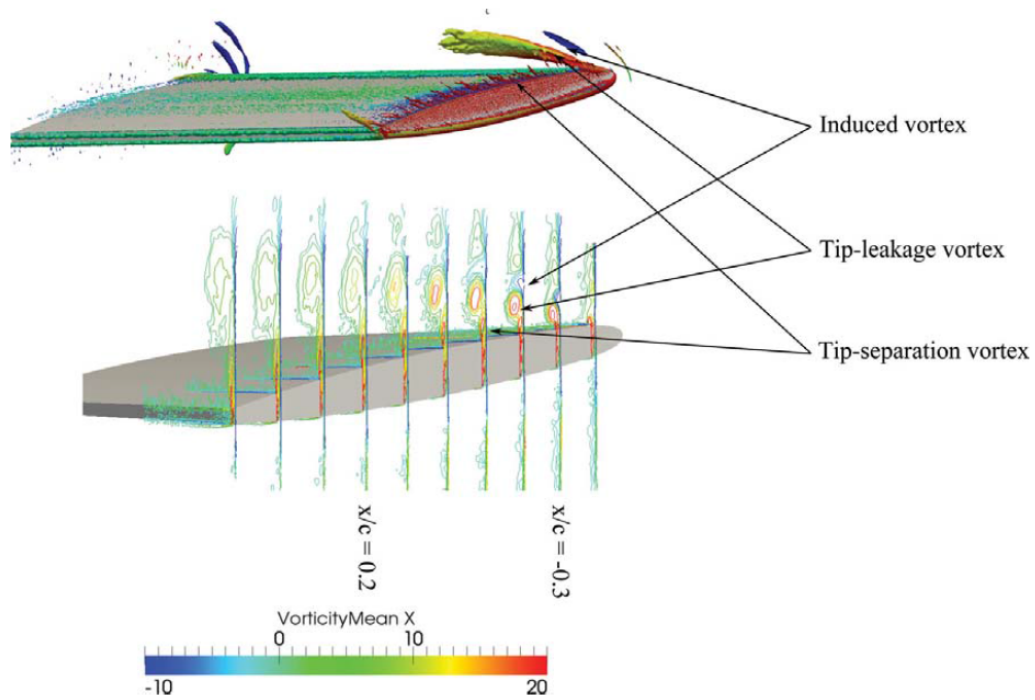 Induced vortex
Tip-leakage vortex
Tip-separation vortex
x/c = 0.2
x/c = -0.3
VorticityMean X
0 10
-10 20